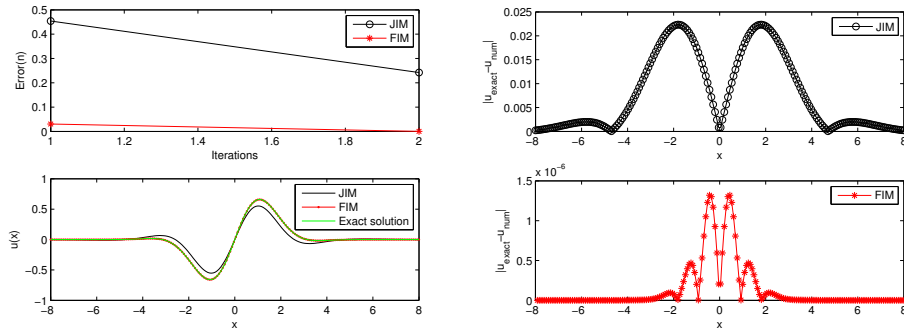 0.5
0.4
0.3
0.2
0.1
0
Error(n)
1 1.2 1.4 1.6 1.8 2
Iterations
JIM
FIM
0.025
0.02
0.015
0.01
0.005
0
|u_exact−u_num|
−8 −6 −4 −2 0 2 4 6 8
x
JIM
1
0.5
0
−0.5
−1
u(x)
−8 −6 −4 −2 0 2 4 6 8
x
JIM
FIM
Exact solution
x 10^−6
1.5
1
0.5
0
|u_exact−u_num|
−8 −6 −4 −2 0 2 4 6 8
x
FIM